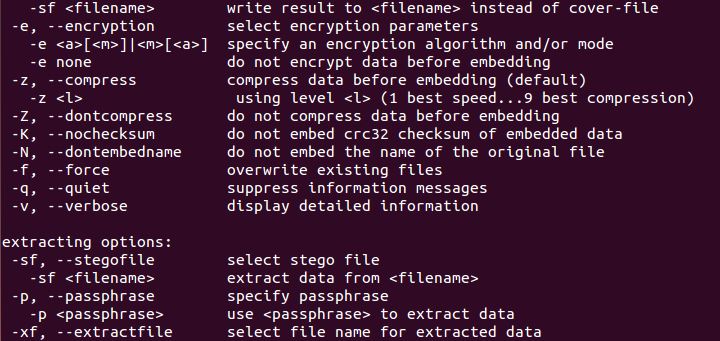 -sf <filename> write result to <filename> instead of cover-file
-e, --encryption select encryption parameters
-e <a>[<m>]|<m>[<a>] specify an encryption algorithm and/or mode
-e none do not encrypt data before embedding
-z, --compress compress data before embedding (default)
-z <l> using level <l> (1 best speed...9 best compression)
-Z, --dontcompress do not compress data before embedding
-K, --nochecksum do not embed crc32 checksum of embedded data
-N, --dontembedname do not embed the name of the original file
-f, --force overwrite existing files
-q, --quiet suppress information messages
-v, --verbose display detailed information
extracting options:
-sf, --stegofile select stego file
-sf <filename> extract data from <filename>
-p, --passphrase specify passphrase
-p <passphrase> use <passphrase> to extract data
-xf, --extractfile select file name for extracted data